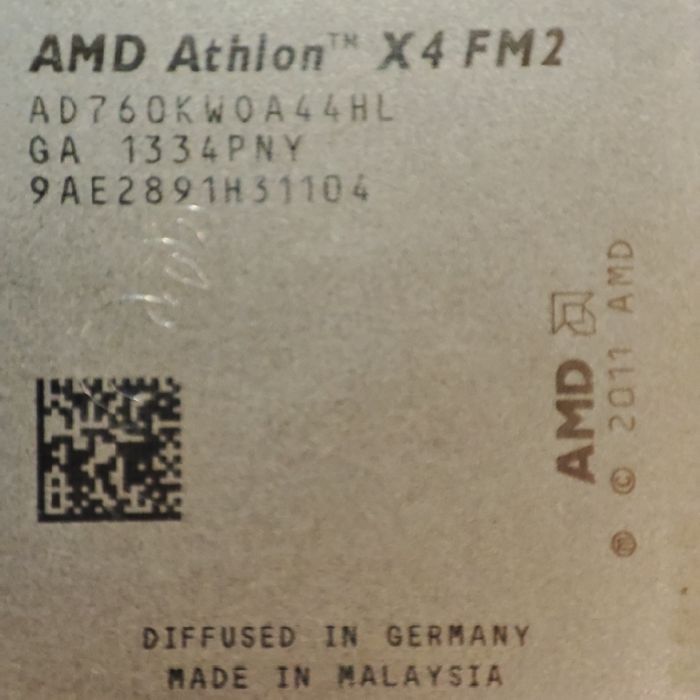 AMD Athlon™ X4 FM2
AD760KWOA44HL
GA 1334PNY
9AE2891H31104
AMD
® © 2011 AMD
DIFFUSED IN GERMANY
MADE IN MALAYSIA